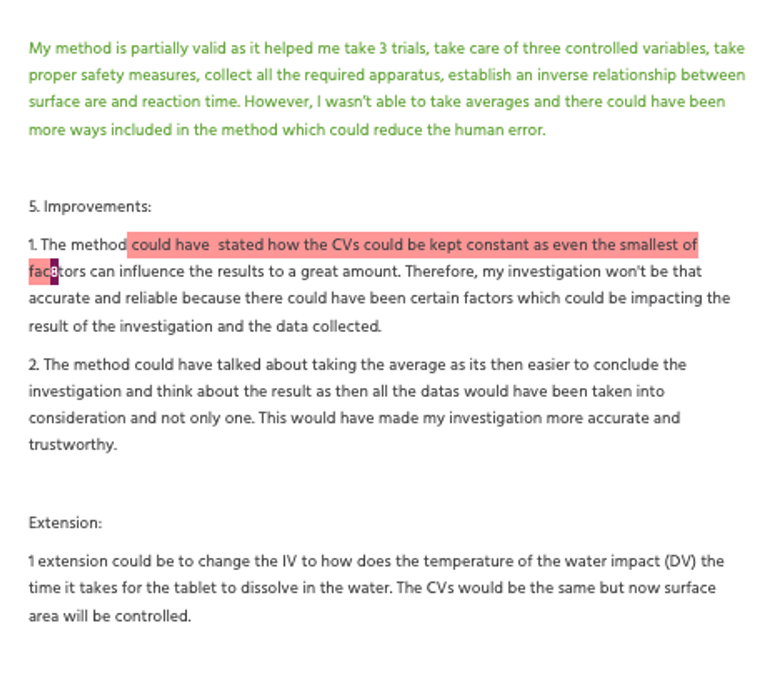 My method is partially valid as it helped me take 3 trials, take care of three controlled variables, take
proper safety measures, collect all the required apparatus, establish an inverse relationship between
surface are and reaction time. However, I wasn't able to take averages and there could have been
more ways included in the method which could reduce the human error.
5. Improvements:
1. The method could have  stated how the CVs could be kept constant as even the smallest of
factors can influence the results to a great amount. Therefore, my investigation won't be that
accurate and reliable because there could have been certain factors which could be impacting the
result of the investigation and the data collected.
2. The method could have talked about taking the average as its then easier to conclude the
investigation and think about the result as then all the datas would have been taken into
consideration and not only one. This would have made my investigation more accurate and
trustworthy.
Extension:
1 extension could be to change the IV to how does the temperature of the water impact (DV) the
time it takes for the tablet to dissolve in the water. The CVs would be the same but now surface
area will be controlled.